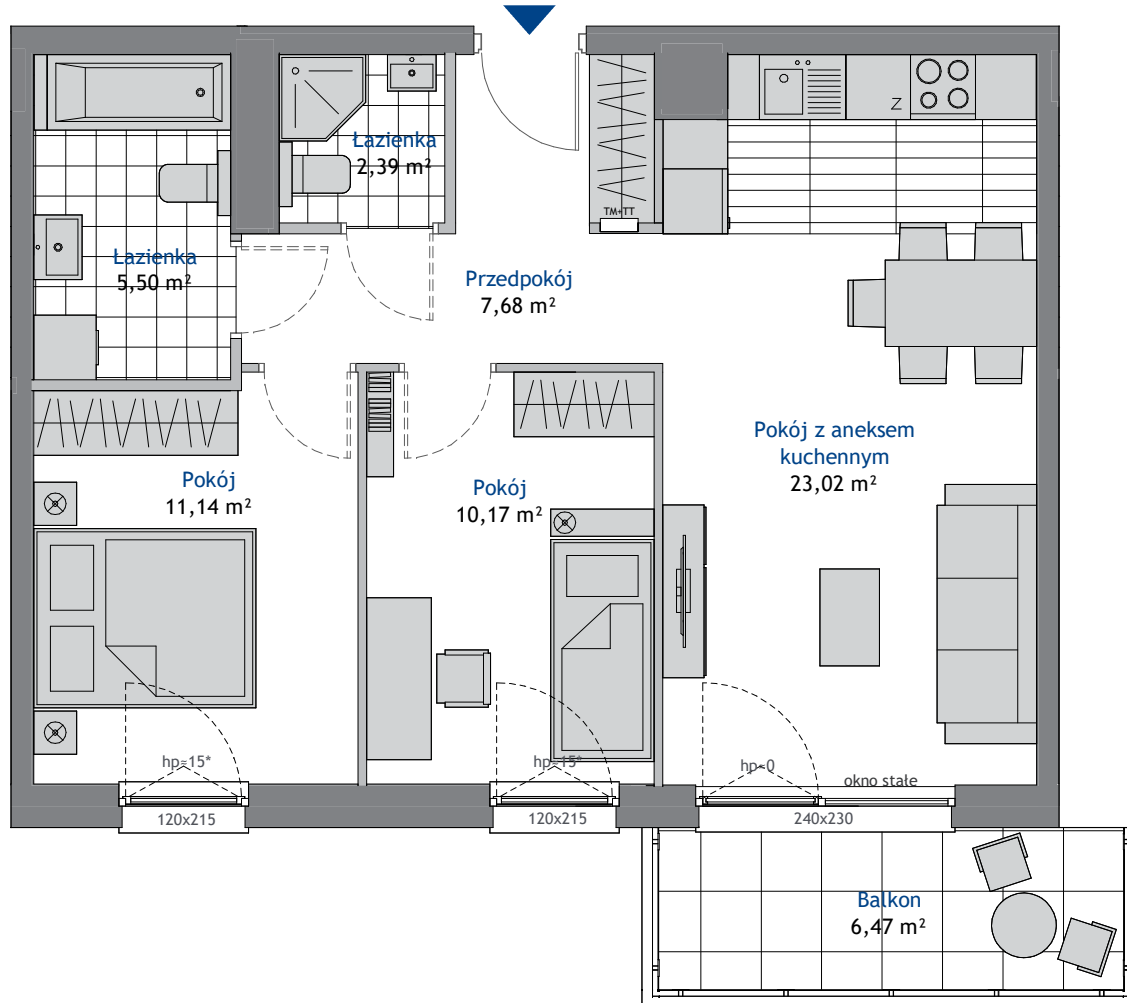 Łazienka
2,39 m²
Z
TM+TT
Łazienka
5,50 m²
Przedpokój
7,68 m²
Pokój z aneksem
kuchennym
23,02 m²
Pokój
11,14 m²
Pokój
10,17 m²
hp≈15*
hp≈15*
hp≈0
okno stałe
120x215
120x215
240x230
Balkon
6,47 m²